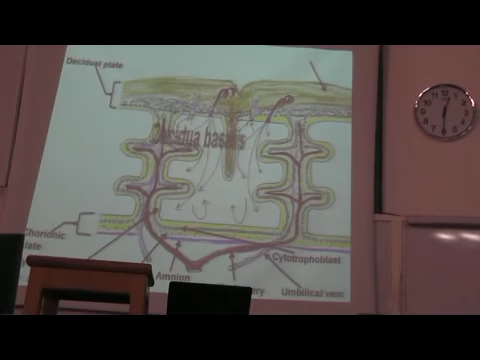 Decidual plate
Decidua basalis
Chorionic
plate
Cytotrophoblast
Amnion
Umbilical vein